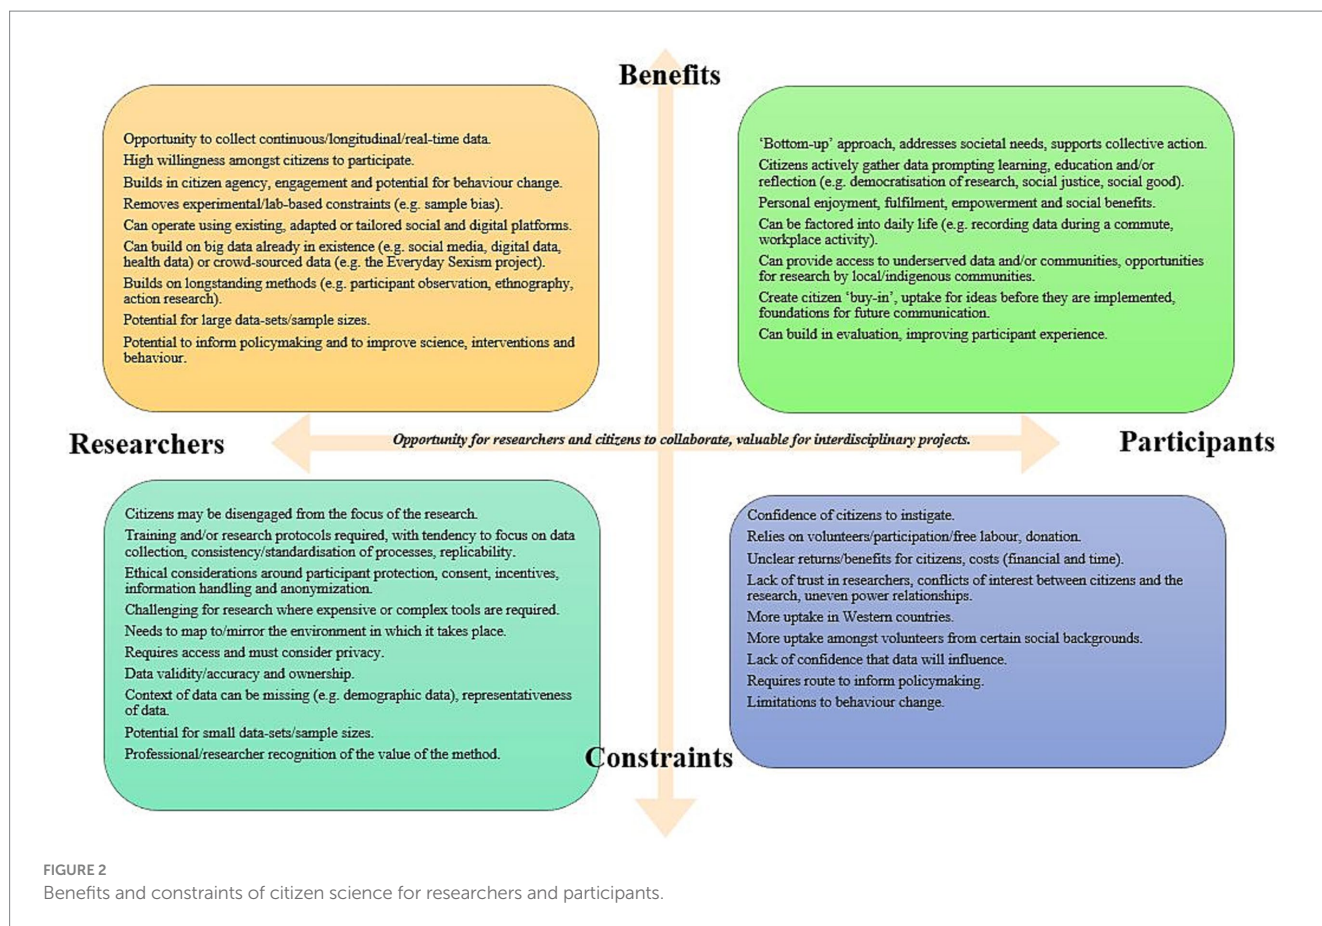 Benefits
Opportunity to collect continuous/longitudinal/real-time data.
High willingness amongst citizens to participate.
Builds in citizen agency, engagement and potential for behaviour change.
Removes experimental/lab-based constraints (e.g. sample bias).
Can operate using existing, adapted or tailored social and digital platforms.
Can build on big data already in existence (e.g. social media, digital data,
health data) or crowd-sourced data (e.g. the Everyday Sexism project).
Builds on longstanding methods (e.g. participant observation, ethnography,
action research).
Potential for large data-sets/sample sizes.
Potential to inform policymaking and to improve science, interventions and
behaviour.
‘Bottom-up’ approach, addresses societal needs, supports collective action.
Citizens actively gather data prompting learning, education and/or
reflection (e.g. democratisation of research, social justice, social good).
Personal enjoyment, fulfilment, empowerment and social benefits.
Can be factored into daily life (e.g. recording data during a commute,
workplace activity).
Can provide access to underserved data and/or communities, opportunities
for research by local/indigenous communities.
Create citizen ‘buy-in’, uptake for ideas before they are implemented,
foundations for future communication.
Can build in evaluation, improving participant experience.
Researchers
Opportunity for researchers and citizens to collaborate, valuable for interdisciplinary projects.
Participants
Citizens may be disengaged from the focus of the research.
Training and/or research protocols required, with tendency to focus on data
collection, consistency/standardisation of processes, replicability.
Ethical considerations around participant protection, consent, incentives,
information handling and anonymization.
Challenging for research where expensive or complex tools are required.
Needs to map to/mirror the environment in which it takes place.
Requires access and must consider privacy.
Data validity/accuracy and ownership.
Context of data can be missing (e.g. demographic data), representativeness
of data.
Potential for small data-sets/sample sizes.
Professional/researcher recognition of the value of the method.
Confidence of citizens to instigate.
Relies on volunteers/participation/free labour, donation.
Unclear returns/benefits for citizens, costs (financial and time).
Lack of trust in researchers, conflicts of interest between citizens and the
research, uneven power relationships.
More uptake in Western countries.
More uptake amongst volunteers from certain social backgrounds.
Lack of confidence that data will influence.
Requires route to inform policymaking.
Limitations to behaviour change.
Constraints
FIGURE 2
Benefits and constraints of citizen science for researchers and participants.